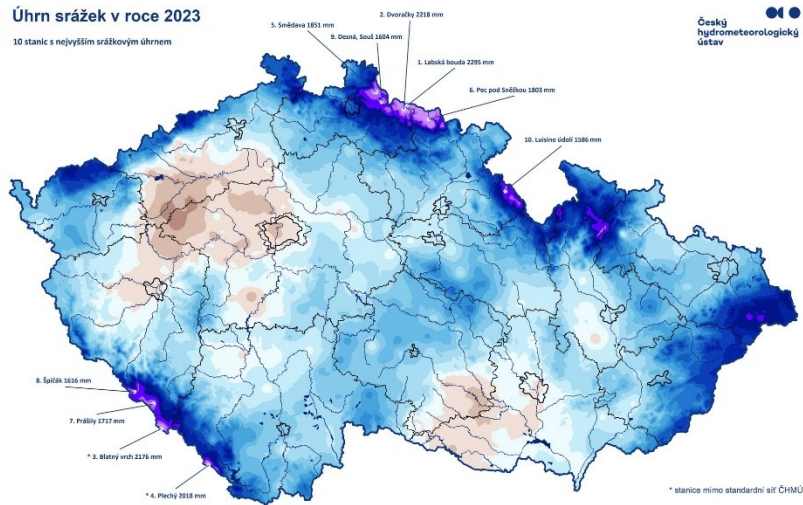 Úhrn srážek v roce 2023
10 stanic s nejvyšším srážkovým úhrnem
Český
hydrometeorologický
ústav
2. Dvoračky 2218 mm
5. Smědava 1851 mm
9. Desná, Souš 1604 mm
1. Labská bouda 2295 mm
6. Pec pod Sněžkou 1803 mm
10. Luisino údolí 1586 mm
8. Špičák 1616 mm
7. Prášily 1717 mm
* 3. Blatný vrch 2176 mm
* 4. Plechý 2018 mm
* stanice mimo standardní síť ČHMÚ